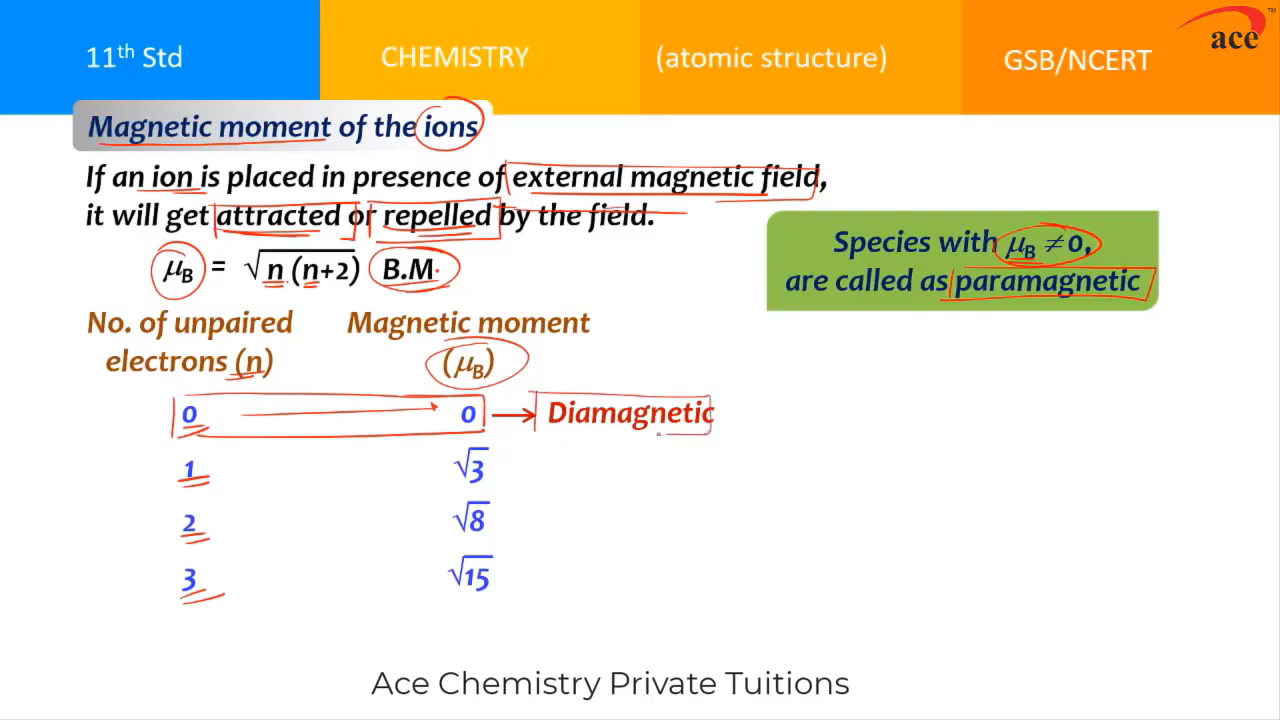 11th Std CHEMISTRY (atomic structure) GSB/NCERT
ace TM
Magnetic moment of the ions
If an ion is placed in presence of external magnetic field,
it will get attracted or repelled by the field.
μB = √n (n+2) B.M.
Species with μB ≠0,
are called as paramagnetic
No. of unpaired Magnetic moment
electrons (n) (μB)
0 0 → Diamagnetic
1 √3
2 √8
3 √15
Ace Chemistry Private Tuitions